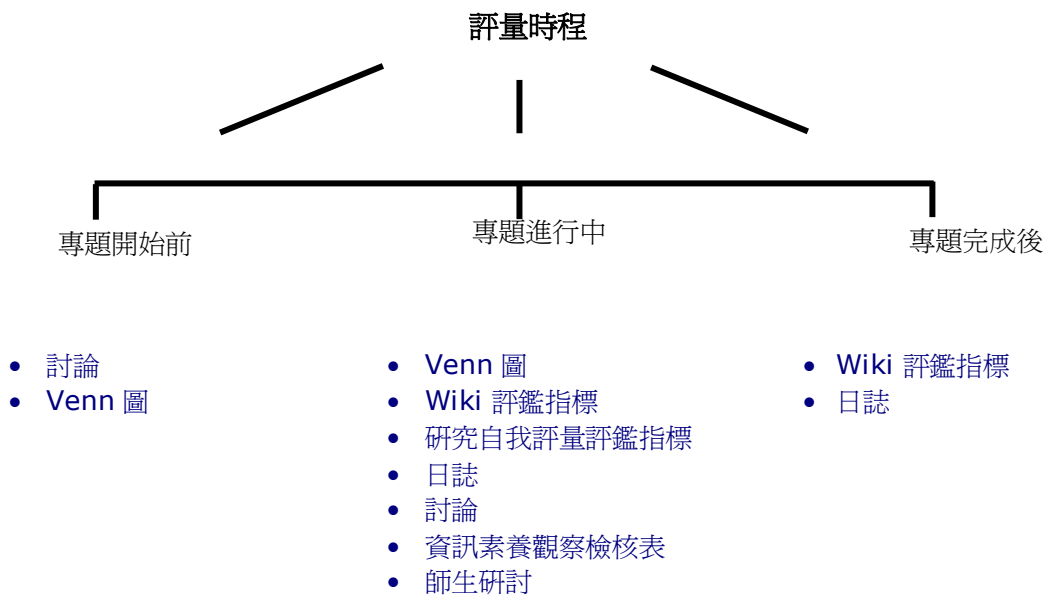 評量時程
專題開始前
專題進行中
專題完成後
• 討論
• Venn 圖
• Venn 圖
• Wiki 評鑑指標
• 研究自我評量評鑑指標
• 日誌
• 討論
• 資訊素養觀察檢核表
• 師生研討
• Wiki 評鑑指標
• 日誌